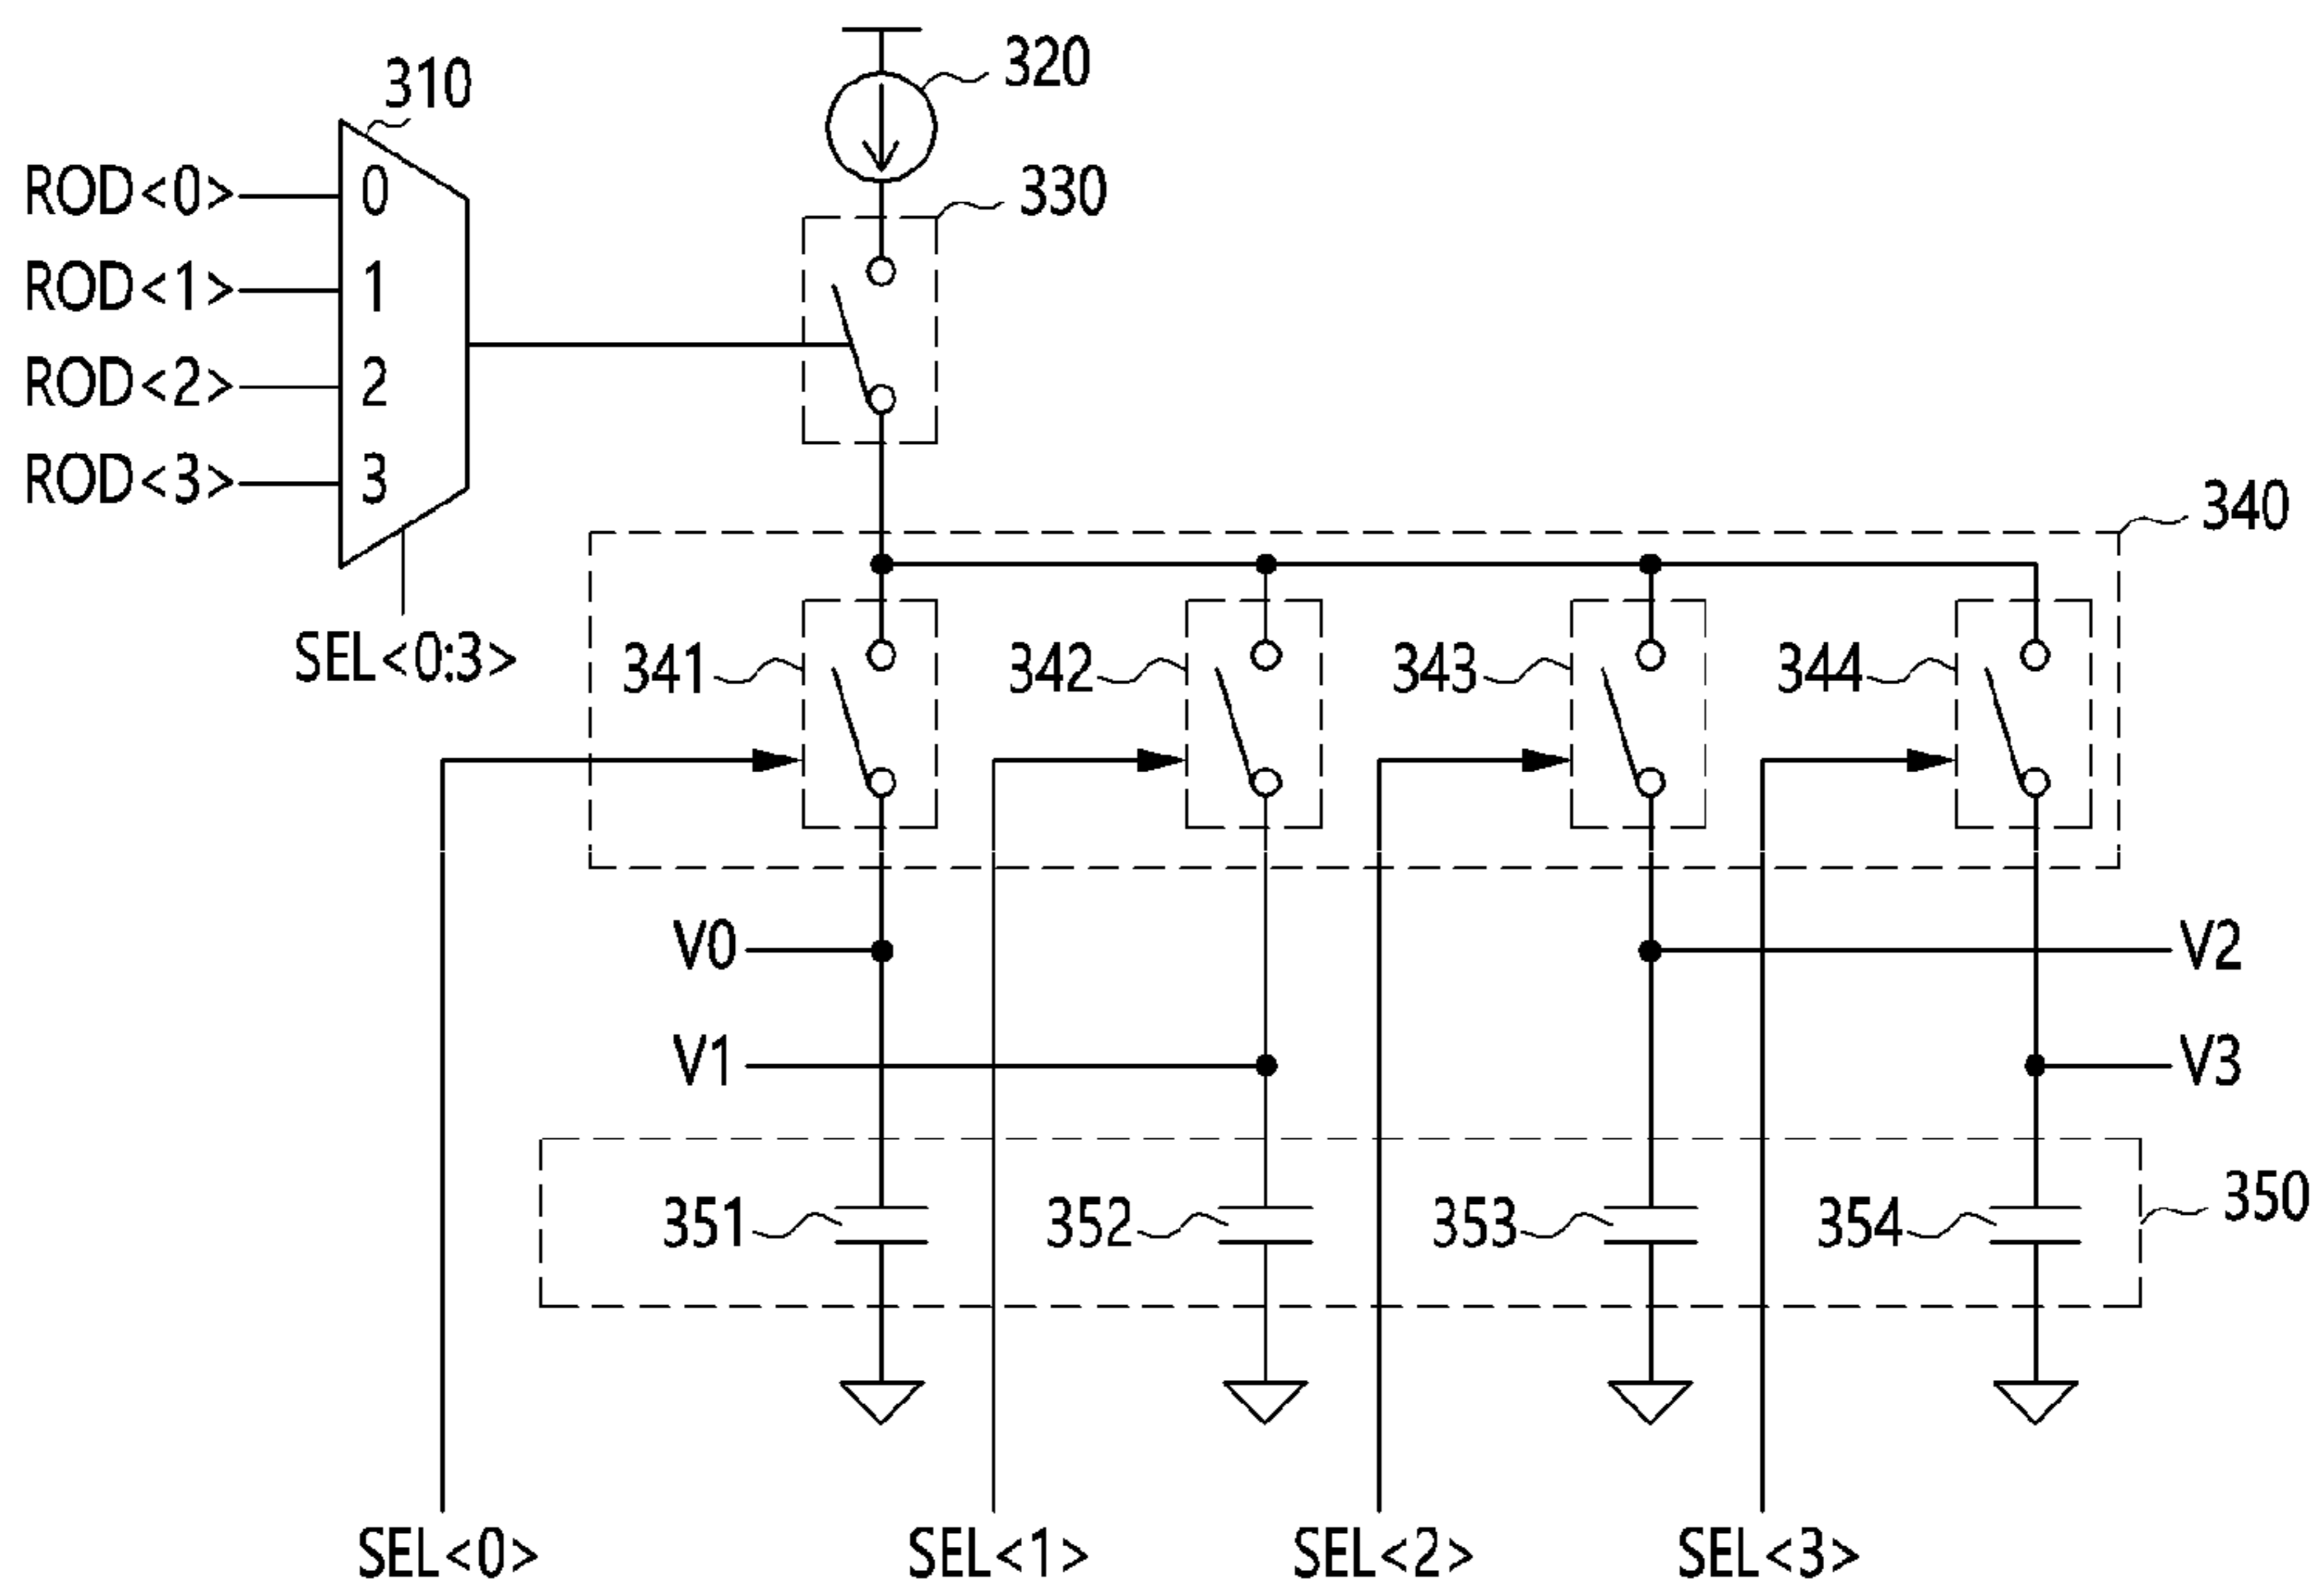 320
310
ROD<0>
0
330
ROD<1>
1
ROD<2>
2
ROD<3>
3
340
SEL<0:3>
341
342
343
344
V0
V2
V1
V3
351
352
353
354
350
SEL<0>
SEL<1>
SEL<2>
SEL<3>